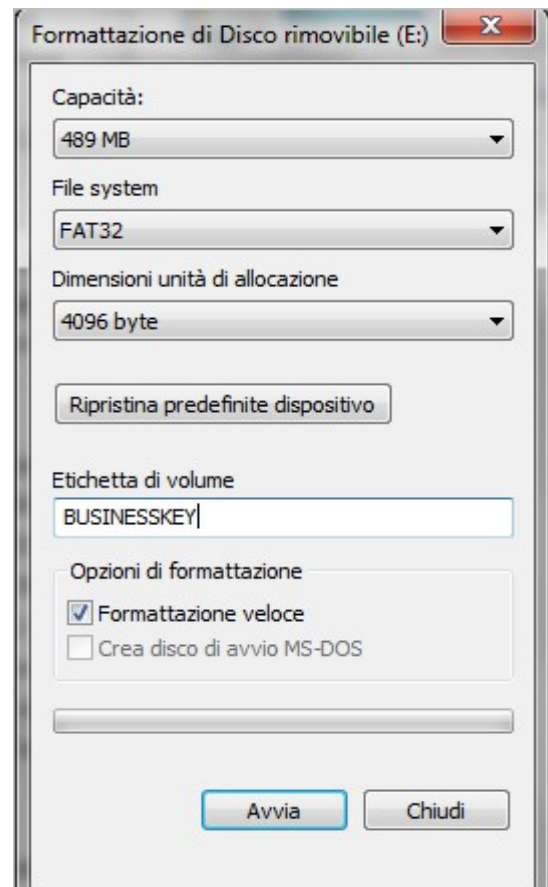 Formattazione di Disco rimovibile (E:)
Capacità:
489 MB
File system
FAT32
Dimensioni unità di allocazione
4096 byte
Ripristina predefinite dispositivo
Etichetta di volume
BUSINESSKEY
Opzioni di formattazione
Formattazione veloce
Crea disco di avvio MS-DOS
Avvia Chiudi